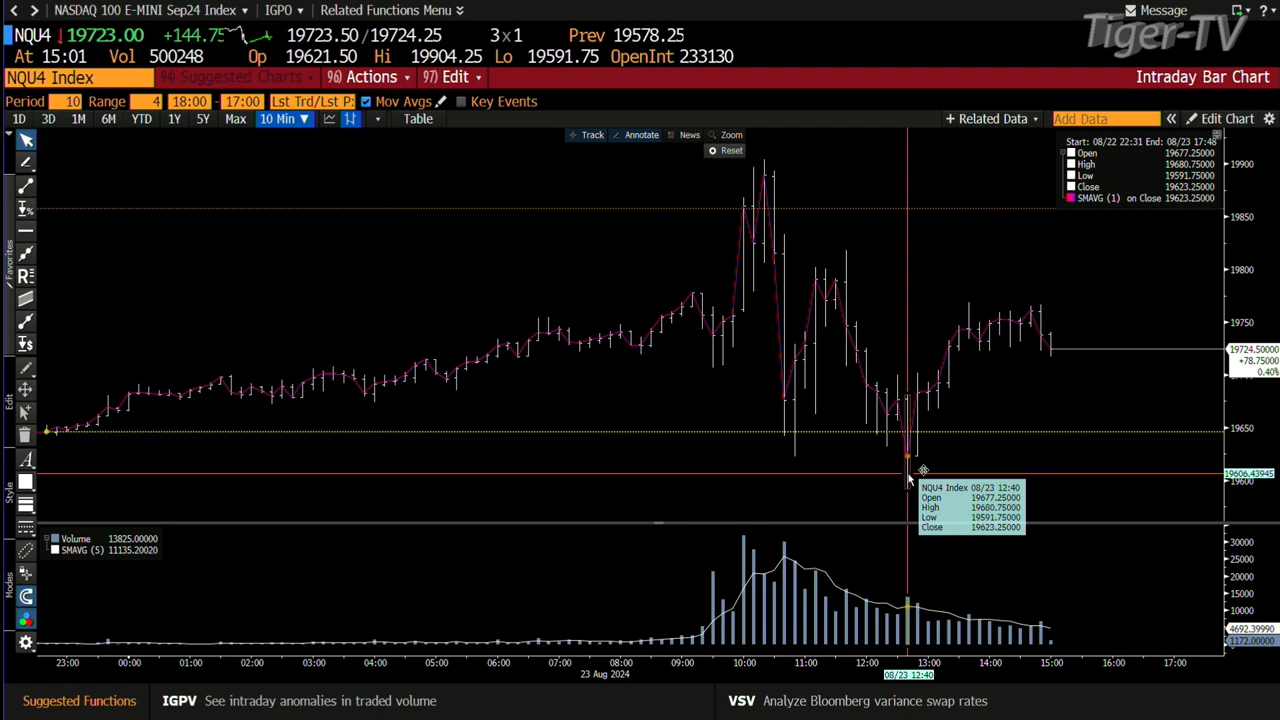 NASDAQ 100 E-MINI Sep24 Index IGPO Related Functions Menu Message ?
Tiger-TV
NQU4 19723.00 +144.75 19723.50/19724.25 3x1 Prev 19578.25
At 15:01 Vol 500248 Op 19621.50 Hi 19904.25 Lo 19591.75 OpenInt 233130
NQU4 Index 94) Suggested Charts 96) Actions 97) Edit Intraday Bar Chart
Period 10 Range 4 18:00 - 17:00 Lst Trd/Lst P: Mov Avgs Key Events
1D 3D 1M 6M YTD 1Y 5Y Max 10 Min Table + Related Data Add Data Edit Chart
Track Annotate News Zoom
Reset
Start: 08/22 22:31 End: 08/23 17:48
Open 19677.25000
High 19680.75000
Low 19591.75000
Close 19623.25000
SMAVG (1) on Close 19623.25000
19900
19850
19800
19750
19724.50000
+78.75000
0.40%
19650
19606.43945
19600
Favorites
Edit
Style
Modes
NQU4 Index 08/23 12:40
Open 19677.25000
High 19680.75000
Low 19591.75000
Close 19623.25000
Volume 13825.00000
SMAVG (5) 11135.20020
30000
25000
20000
15000
10000
4692.39990
1172.00000
23:00 00:00 01:00 02:00 03:00 04:00 05:00 06:00 07:00 08:00 09:00 10:00 11:00 12:00 13:00 14:00 15:00 16:00 17:00
23 Aug 2024 08/23 12:40
Suggested Functions IGPV See intraday anomalies in traded volume VSV Analyze Bloomberg variance swap rates